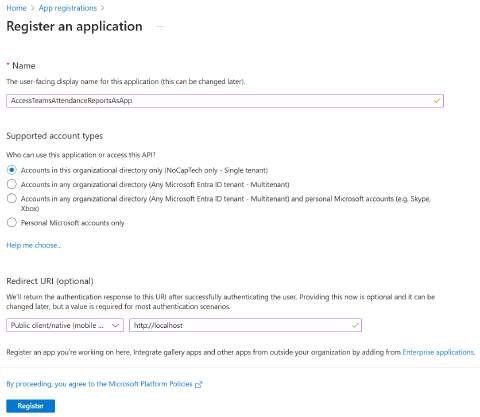 Home > App registrations >
Register an application ...
* Name
The user-facing display name for this application (this can be changed later).
AccessTeamsAttendanceReportsAsApp
Supported account types
Who can use this application or access this API?
Accounts in this organizational directory only (NoCapTech only - Single tenant)
Accounts in any organizational directory (Any Microsoft Entra ID tenant - Multitenant)
Accounts in any organizational directory (Any Microsoft Entra ID tenant - Multitenant) and personal Microsoft accounts (e.g. Skype,
Xbox)
Personal Microsoft accounts only
Help me choose...
Redirect URI (optional)
We'll return the authentication response to this URI after successfully authenticating the user. Providing this now is optional and it can be
changed later, but a value is required for most authentication scenarios.
Public client/native (mobile ... http://localhost
Register an app you're working on here. Integrate gallery apps and other apps from outside your organization by adding from Enterprise applications.
By proceeding, you agree to the Microsoft Platform Policies
Register